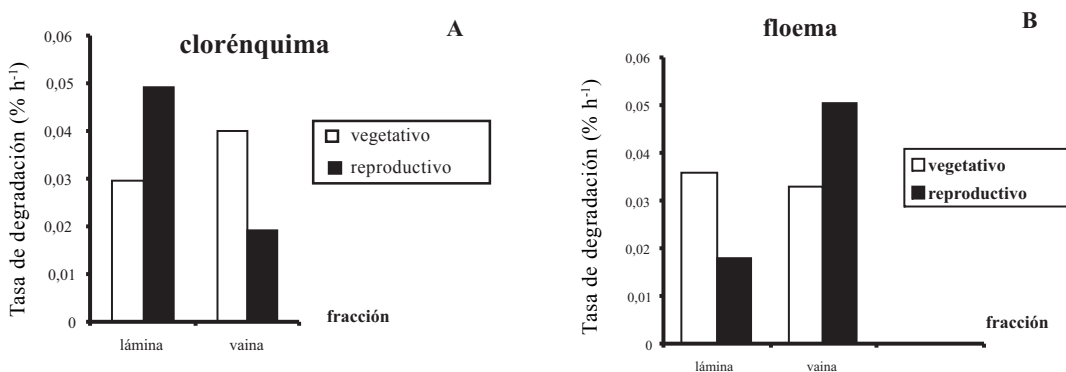 A
clorénquima
Tasa de degradación (% h-1)
0,06
0,05
0,04
0,03
0,02
0,01
0
vegetativo
reproductivo
fracción
lámina
vaina
B
floema
Tasa de degradación (% h-1)
0,06
0,05
0,04
0,03
0,02
0,01
0
vegetativo
reproductivo
fracción
lámina
vaina